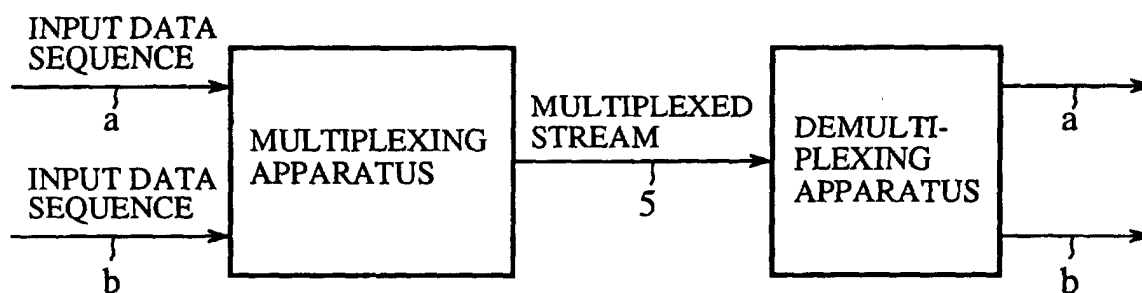 INPUT DATA
SEQUENCE
a
INPUT DATA
SEQUENCE
b
MULTIPLEXING
APPARATUS
MULTIPLEXED
STREAM
5
DEMULTI-
PLEXING
APPARATUS
a
b